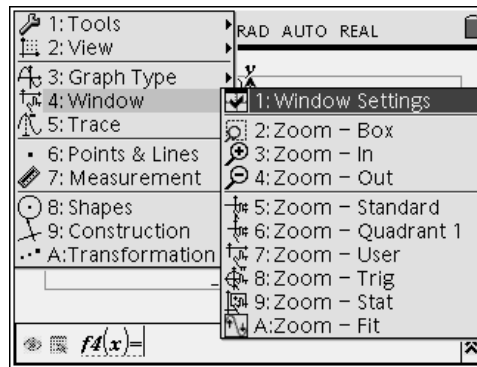 1: Tools
RAD AUTO REAL
2: View
3: Graph Type
y
4: Window
1: Window Settings
5: Trace
2: Zoom – Box
6: Points & Lines
3: Zoom – In
7: Measurement
4: Zoom – Out
8: Shapes
5: Zoom – Standard
9: Construction
6: Zoom – Quadrant 1
A: Transformation
7: Zoom – User
8: Zoom – Trig
9: Zoom – Stat
A: Zoom – Fit
f4(x)=